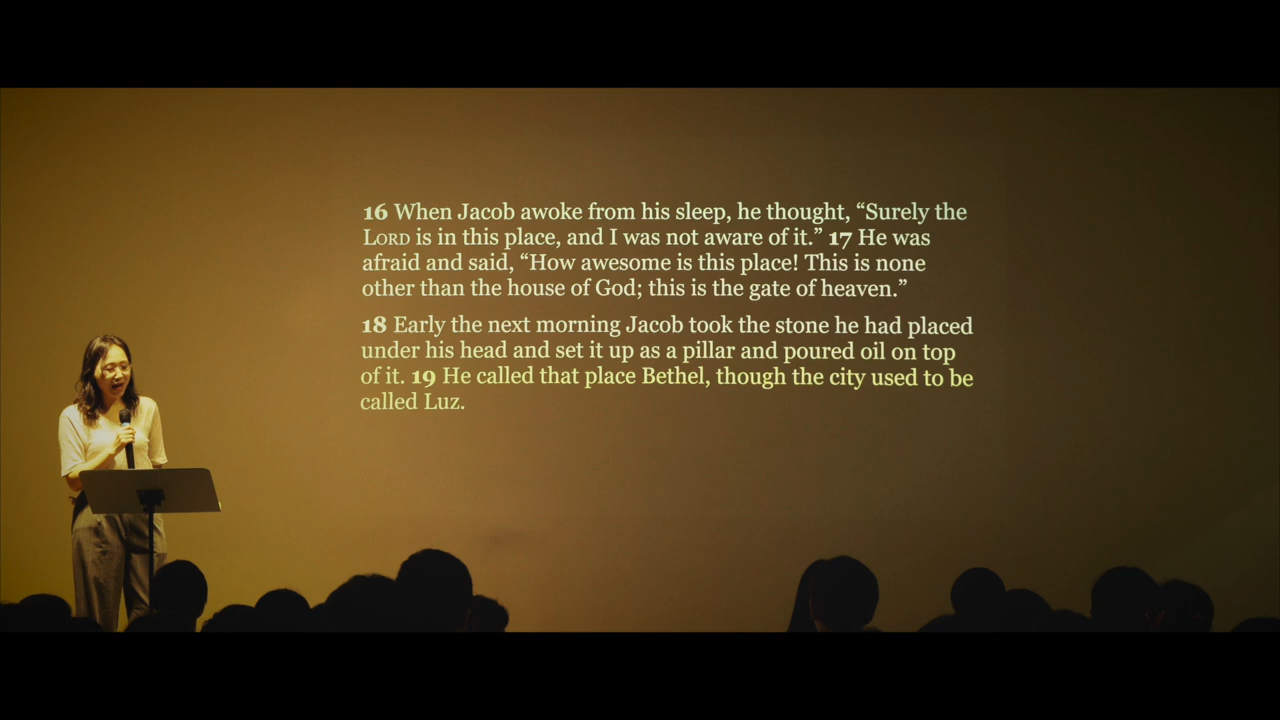 16 When Jacob awoke from his sleep, he thought, “Surely the
LORD is in this place, and I was not aware of it.” 17 He was
afraid and said, “How awesome is this place! This is none
other than the house of God; this is the gate of heaven.”
18 Early the next morning Jacob took the stone he had placed
under his head and set it up as a pillar and poured oil on top
of it. 19 He called that place Bethel, though the city used to be
called Luz.